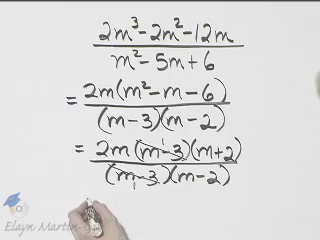 2m³-2m²-12m
m²-5m+6
= 2m(m²-m-6)
(m-3)(m-2)
= 2m(m-3)(m+2)
(m-3)(m-2)
Elayn Martin-